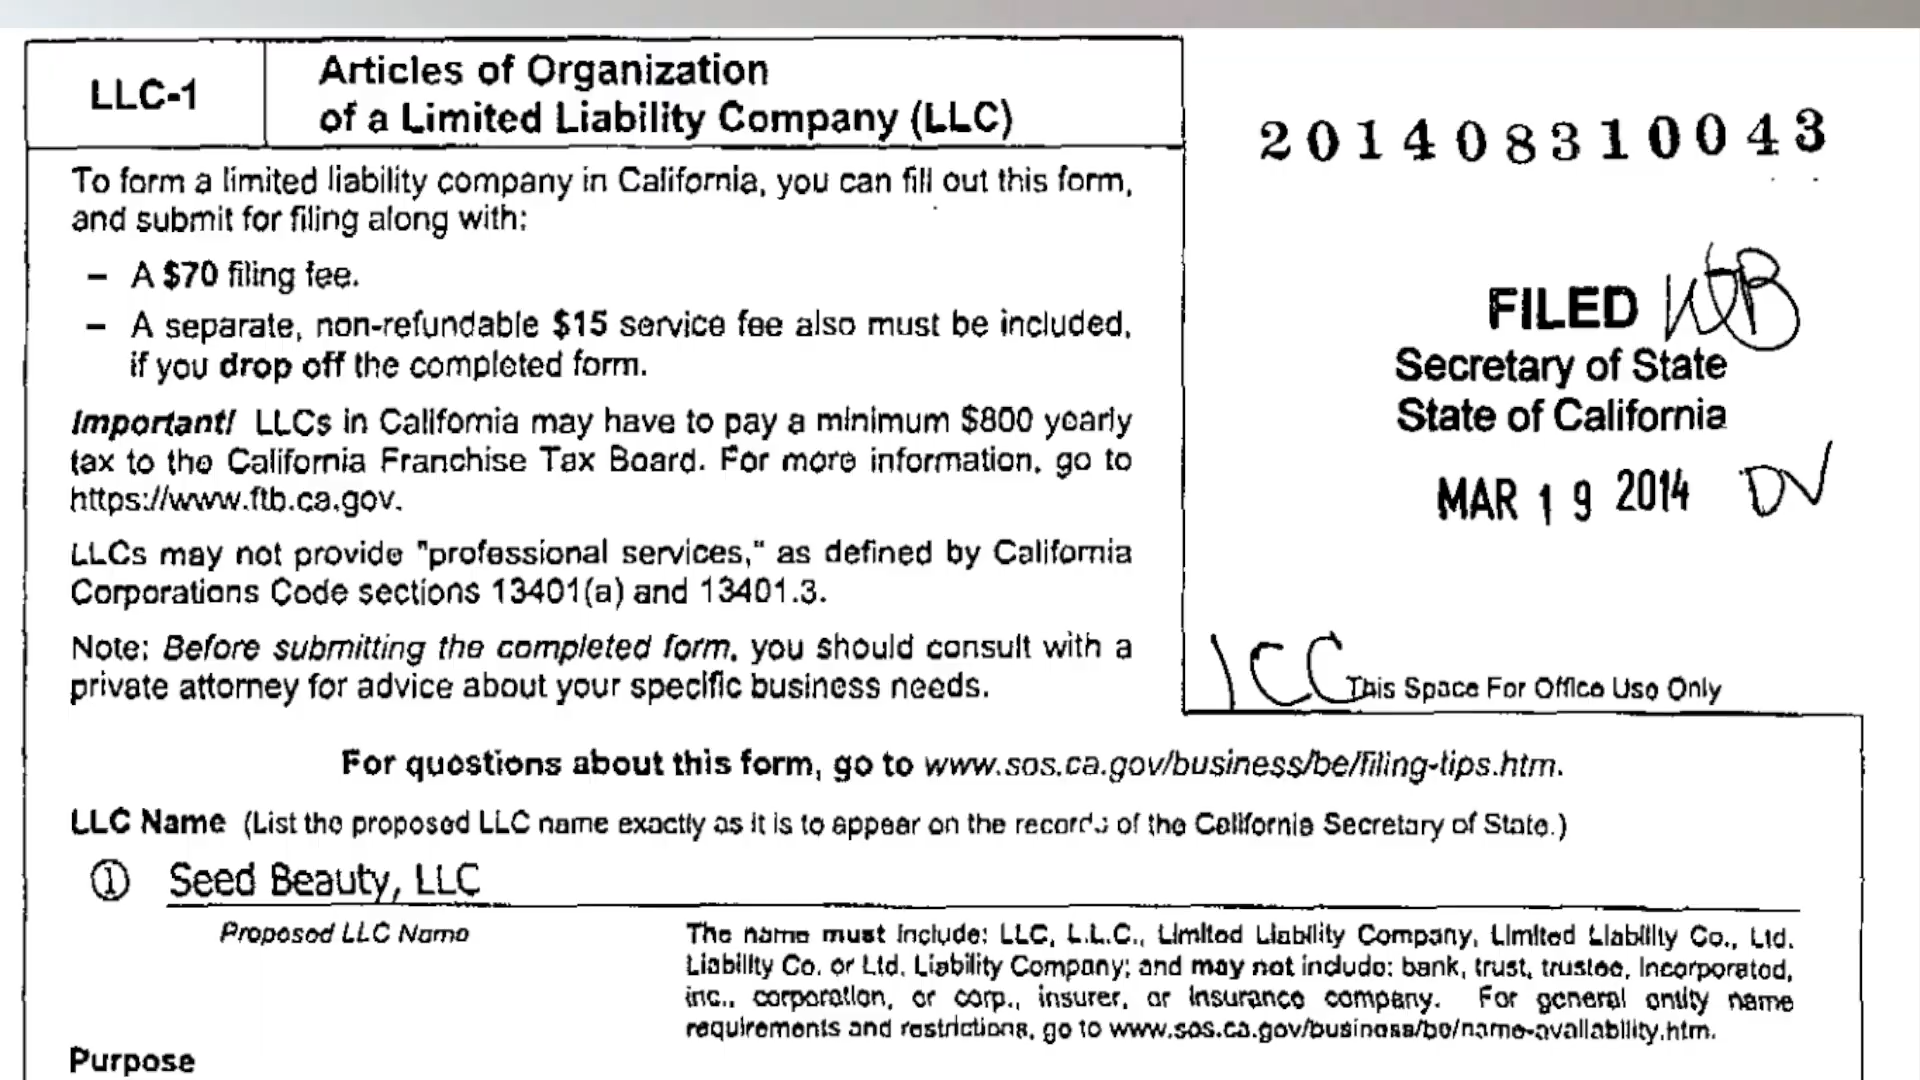 LLC-1
Articles of Organization
of a Limited Liability Company (LLC)
201408310043
To form a limited liability company in California, you can fill out this form,
and submit for filing along with:
– A $70 filing fee.
– A separate, non-refundable $15 service fee also must be included,
if you drop off the completed form.
Important! LLCs in California may have to pay a minimum $800 yearly
tax to the California Franchise Tax Board. For more information, go to
https://www.ftb.ca.gov.
LLCs may not provide "professional services," as defined by California
Corporations Code sections 13401(a) and 13401.3.
Note: Before submitting the completed form, you should consult with a
private attorney for advice about your specific business needs.
FILED
Secretary of State
State of California
MAR 19 2014 DV
1CC
This Space For Office Use Only
For questions about this form, go to www.sos.ca.gov/business/be/filing-tips.htm.
LLC Name (List the proposed LLC name exactly as it is to appear on the records of the California Secretary of State.)
① Seed Beauty, LLC
Proposed LLC Name
The name must include: LLC, L.L.C., Limited Liability Company, Limited Liability Co., Ltd.
Liability Co. or Ltd. Liability Company; and may not include: bank, trust, trustee, incorporated,
inc., corporation, or corp., insurer, or insurance company. For general entity name
requirements and restrictions, go to www.sos.ca.gov/business/be/name-availability.htm.
Purpose